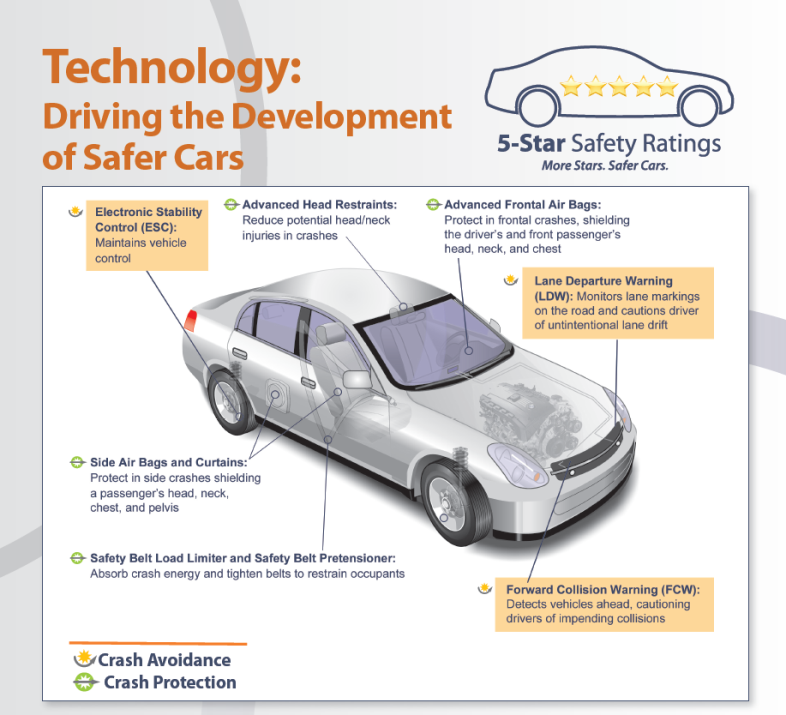 Technology:
Driving the Development
of Safer Cars
5-Star Safety Ratings
More Stars. Safer Cars.
Electronic Stability
Control (ESC):
Maintains vehicle
control
Advanced Head Restraints:
Reduce potential head/neck
injuries in crashes
Advanced Frontal Air Bags:
Protect in frontal crashes, shielding
the driver's and front passenger's
head, neck, and chest
Lane Departure Warning
(LDW): Monitors lane markings
on the road and cautions driver
of unintentional lane drift
Side Air Bags and Curtains:
Protect in side crashes shielding
a passenger's head, neck,
chest, and pelvis
Safety Belt Load Limiter and Safety Belt Pretensioner:
Absorb crash energy and tighten belts to restrain occupants
Forward Collision Warning (FCW):
Detects vehicles ahead, cautioning
drivers of impending collisions
Crash Avoidance
Crash Protection